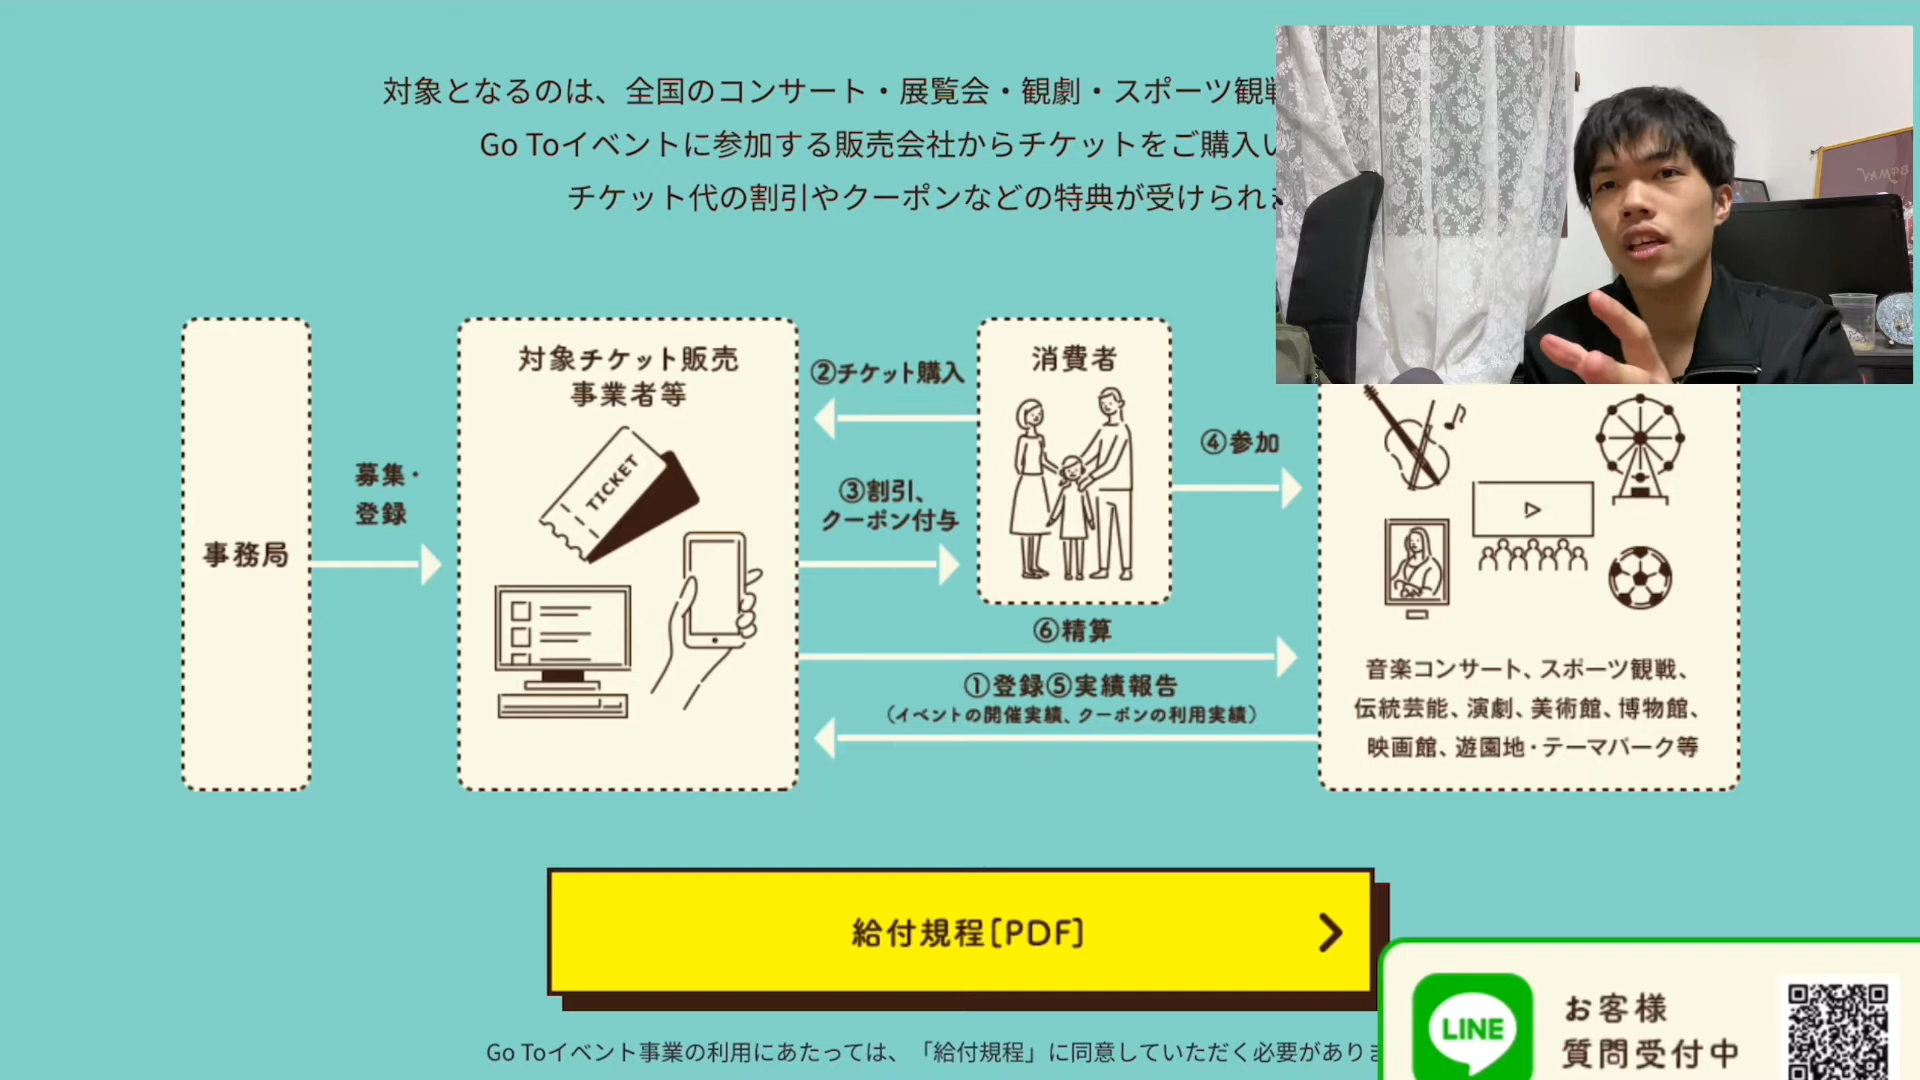 対象となるのは、全国のコンサート・展覧会・観劇・スポーツ観戦
Go Toイベントに参加する販売会社からチケットをご購入い
チケット代の割引やクーポンなどの特典が受けられま
事務局
募集・
登録
対象チケット販売
事業者等
TICKET
②チケット購入
③割引、
クーポン付与
消費者
④参加
⑥精算
①登録⑤実績報告
（イベントの開催実績、クーポンの利用実績）
音楽コンサート、スポーツ観戦、
伝統芸能、演劇、美術館、博物館、
映画館、遊園地・テーマパーク等
給付規程[PDF]
Go Toイベント事業の利用にあたっては、「給付規程」に同意していただく必要がありま
LINE
お客様
質問受付中